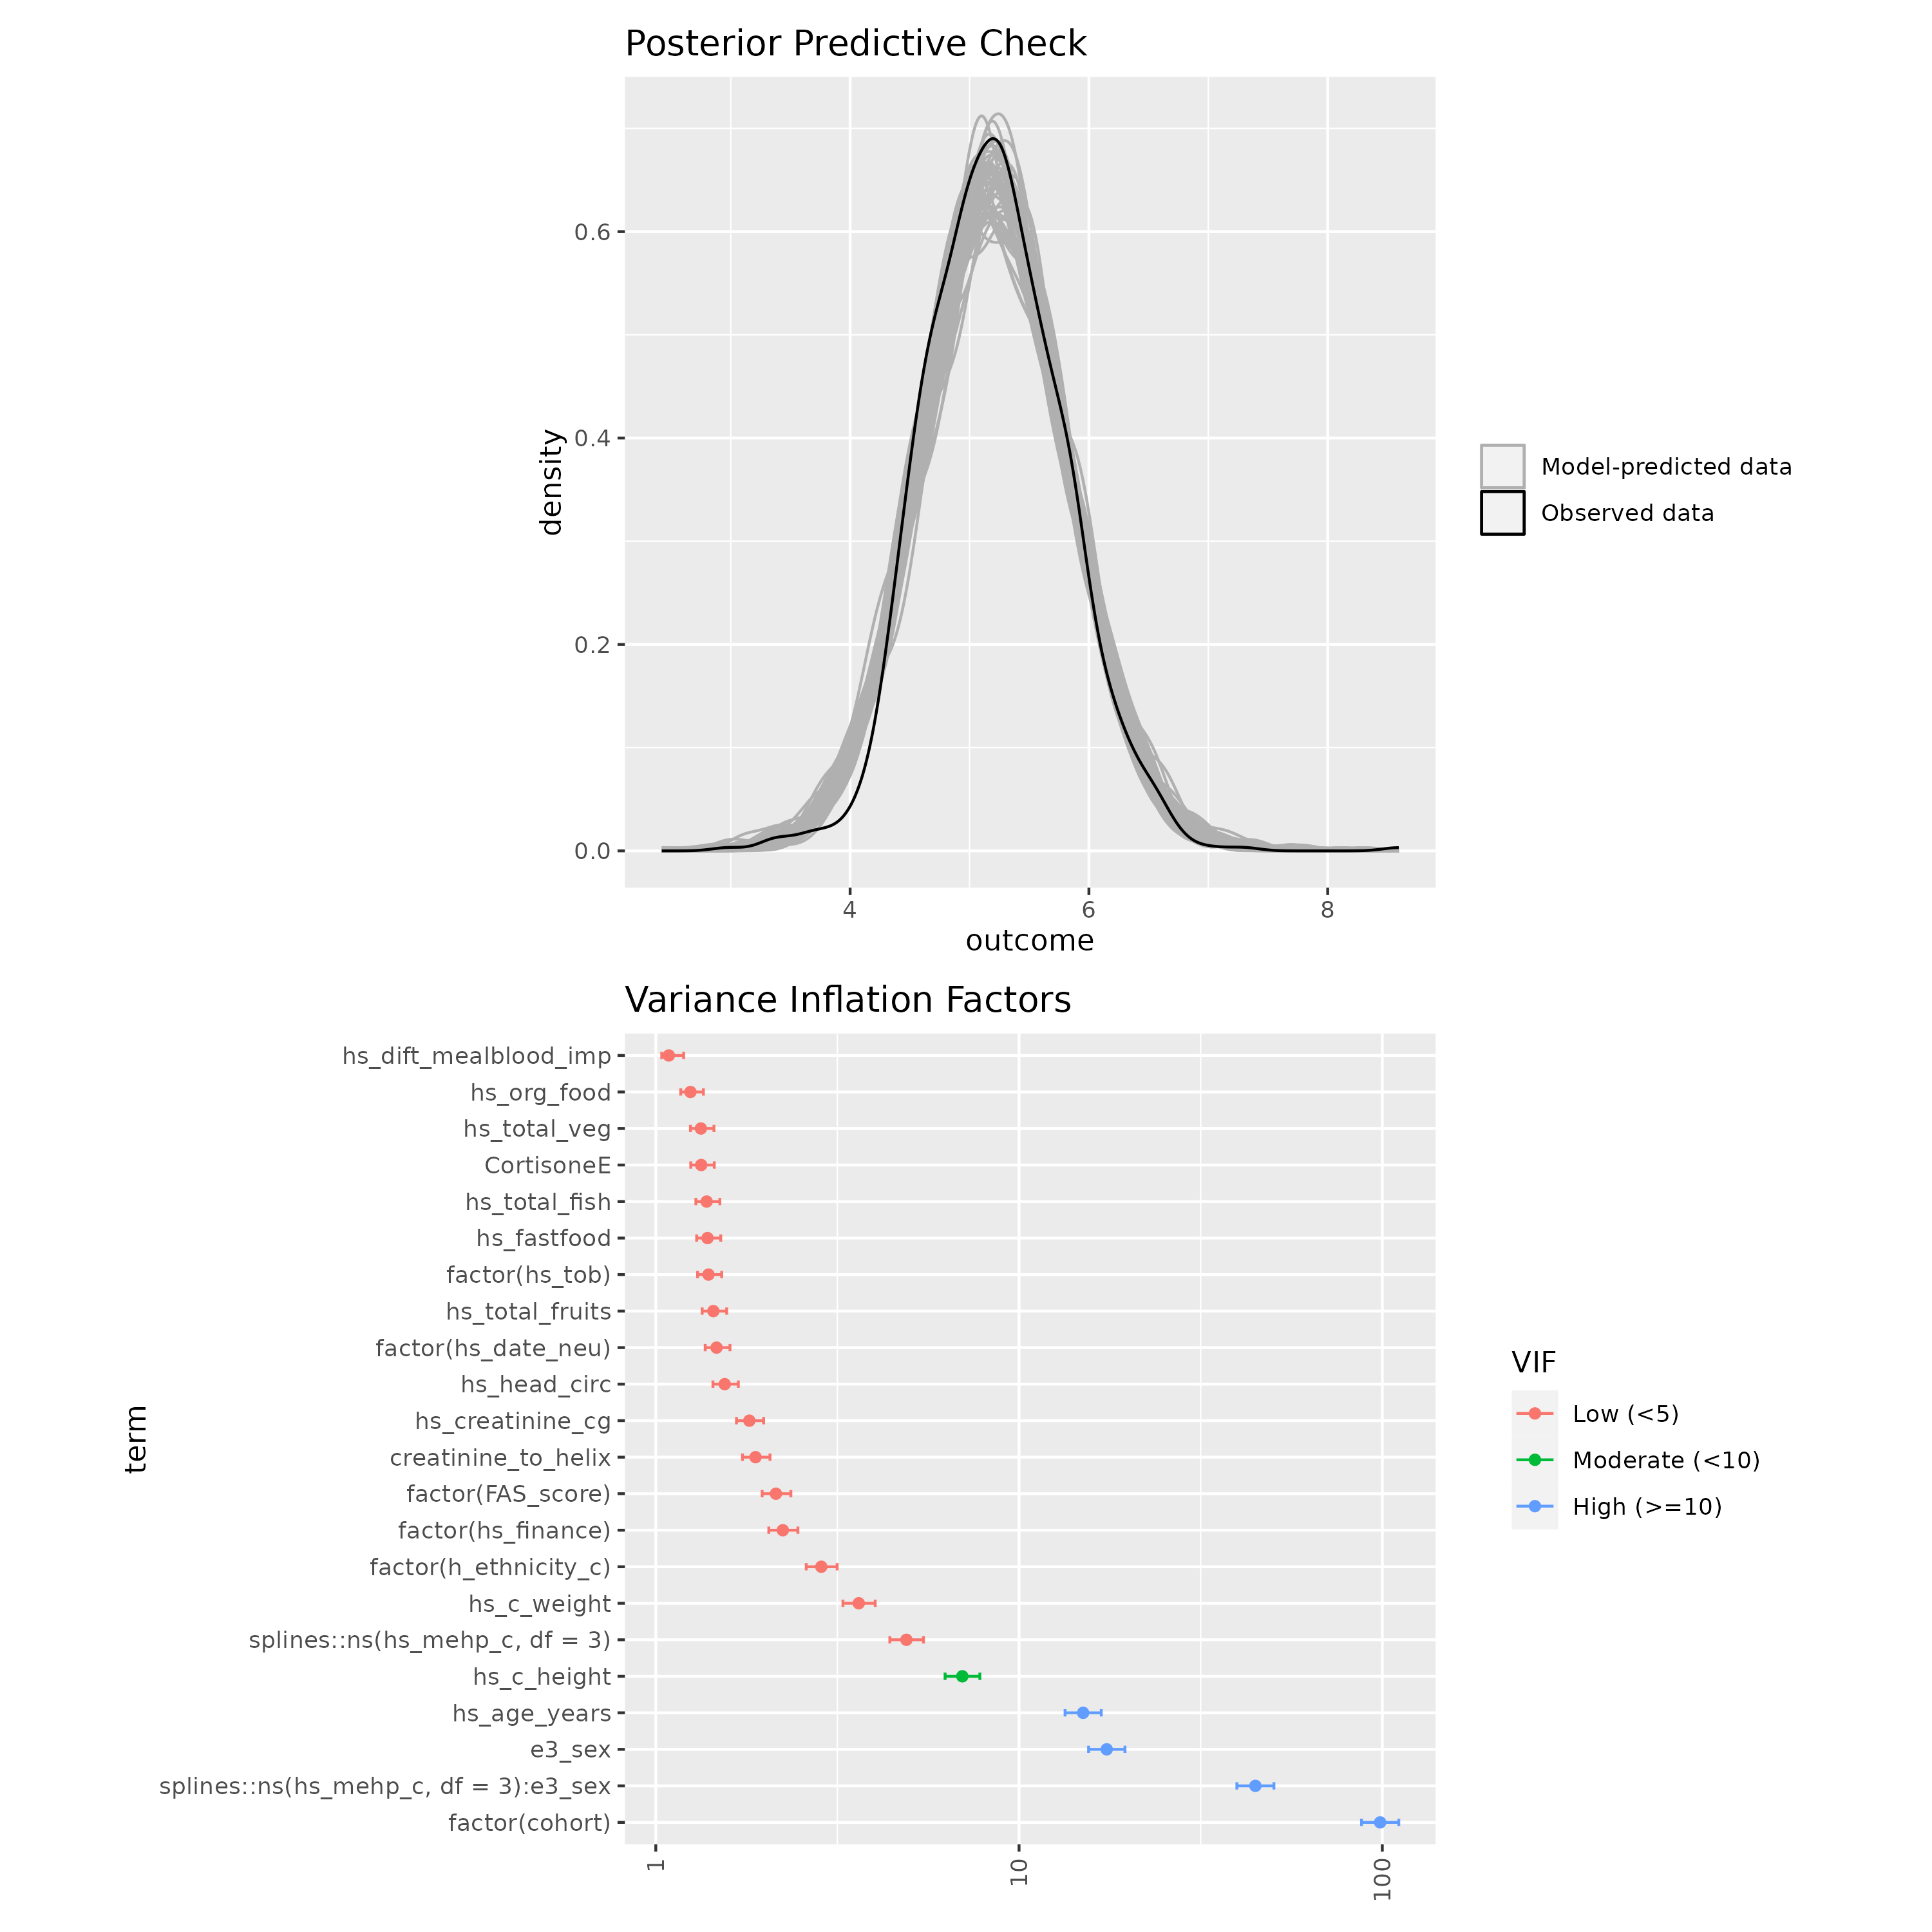 Posterior Predictive Check
density
0.6
0.4
0.2
0.0
4
6
8
outcome
Model-predicted data
Observed data
Variance Inflation Factors
term
hs_dift_mealblood_imp
hs_org_food
hs_total_veg
CortisoneE
hs_total_fish
hs_fastfood
factor(hs_tob)
hs_total_fruits
factor(hs_date_neu)
hs_head_circ
hs_creatinine_cg
creatinine_to_helix
factor(FAS_score)
factor(hs_finance)
factor(h_ethnicity_c)
hs_c_weight
splines::ns(hs_mehp_c, df = 3)
hs_c_height
hs_age_years
e3_sex
splines::ns(hs_mehp_c, df = 3):e3_sex
factor(cohort)
1
10
100
VIF
Low (<5)
Moderate (<10)
High (>=10)